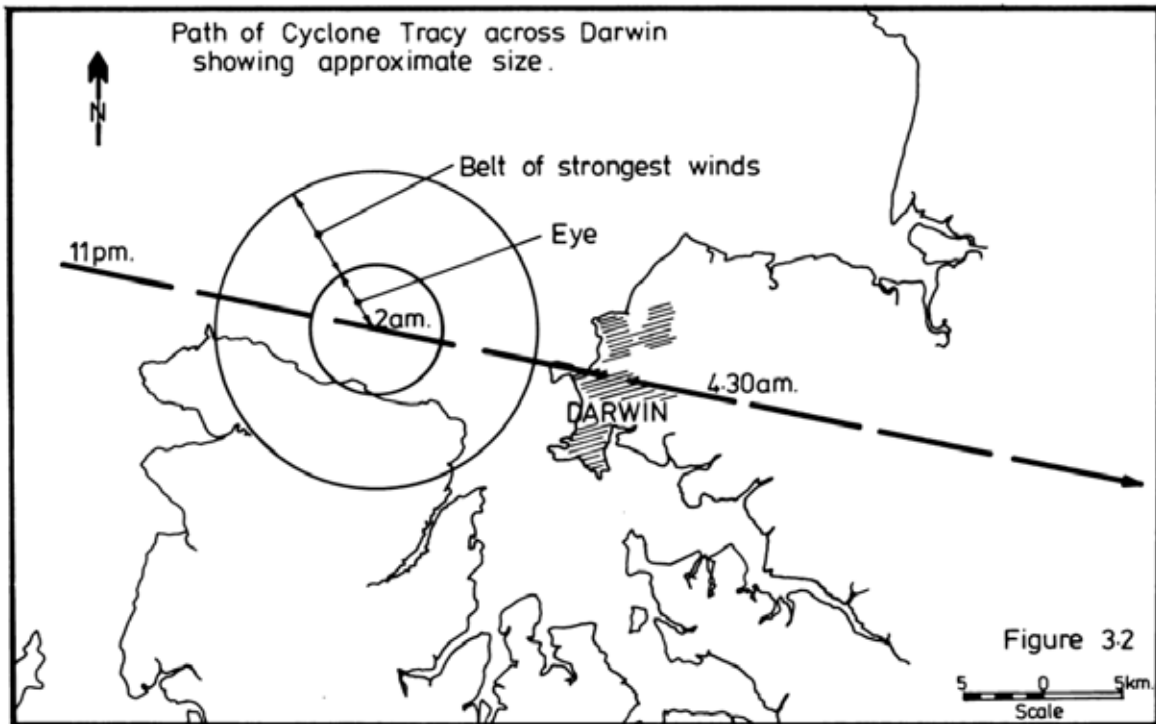 Path of Cyclone Tracy across Darwin
showing approximate size.
N
Belt of strongest winds
Eye
11pm.
2am.
4·30am.
DARWIN
Figure 3·2
5 0 5km.
Scale